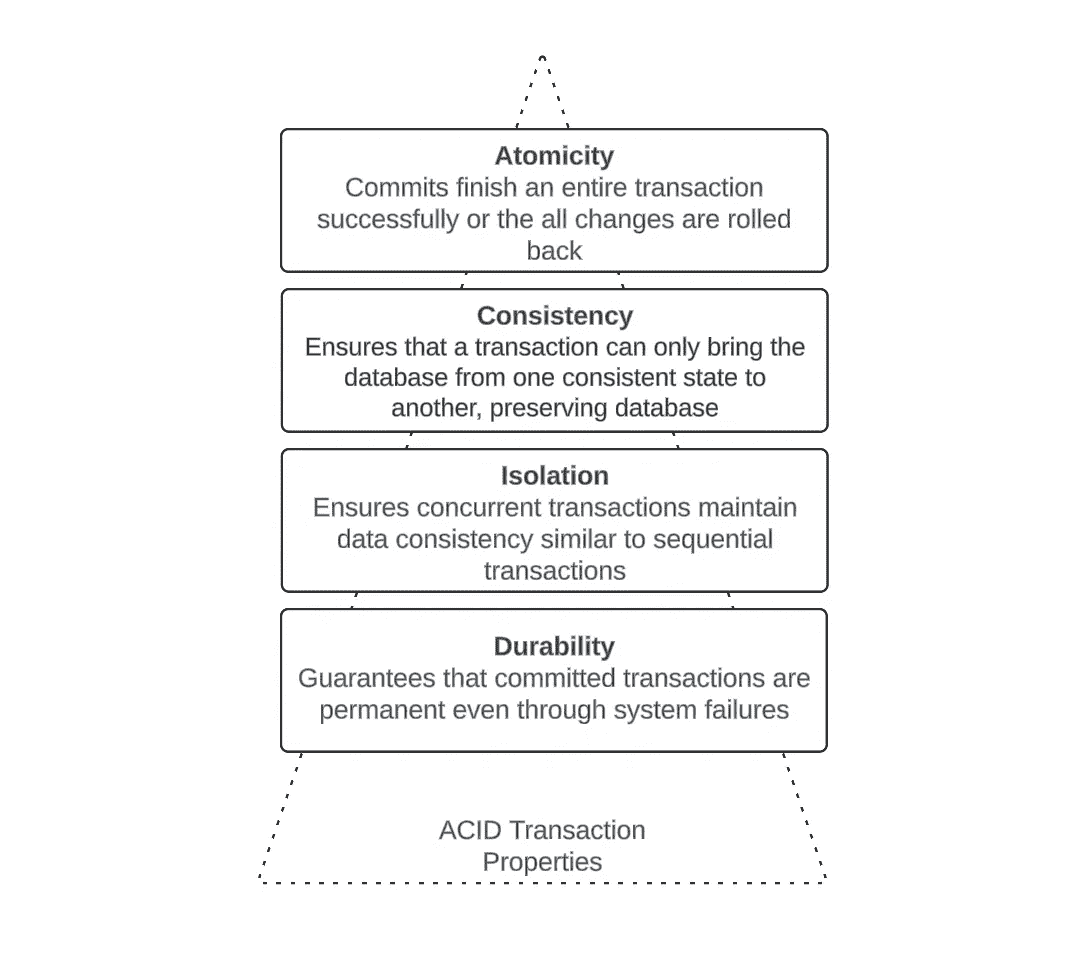 Atomicity
Commits finish an entire transaction
successfully or the all changes are rolled
back
Consistency
Ensures that a transaction can only bring the
database from one consistent state to
another, preserving database
Isolation
Ensures concurrent transactions maintain
data consistency similar to sequential
transactions
Durability
Guarantees that committed transactions are
permanent even through system failures
ACID Transaction
Properties